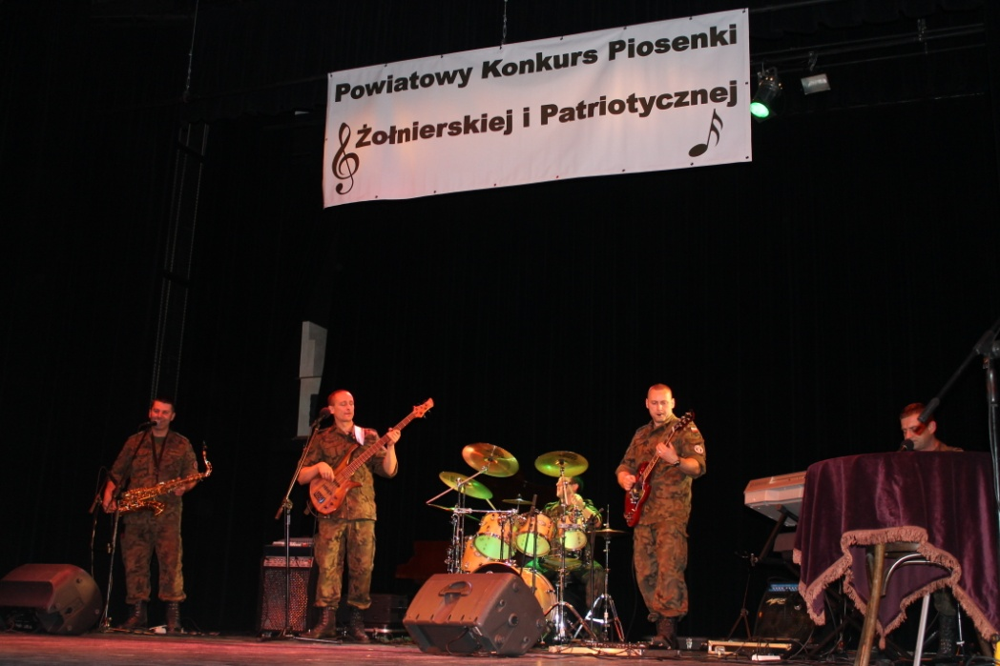 Powiatowy Konkurs Piosenki
Żołnierskiej i Patriotycznej